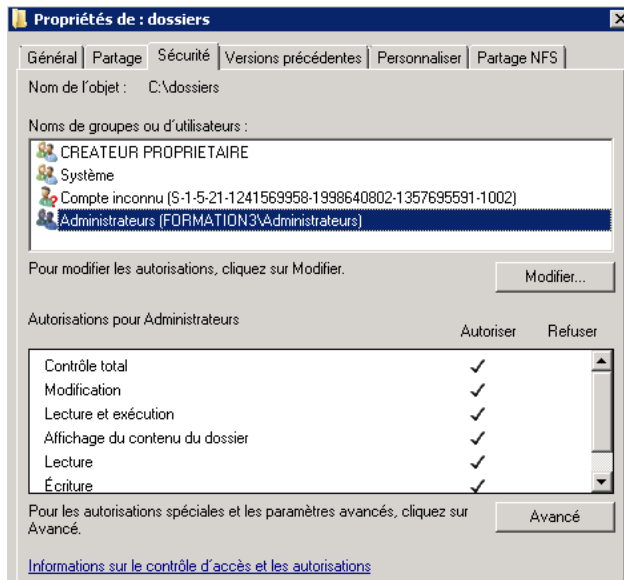 Propriétés de : dossiers
Général Partage Sécurité Versions précédentes Personnaliser Partage NFS
Nom de l'objet : C:\dossiers
Noms de groupes ou d'utilisateurs :
CREATEUR PROPRIETAIRE
Système
Compte inconnu (S-1-5-21-1241569958-1998640802-1357695591-1002)
Administrateurs (FORMATION3\Administrateurs)
Pour modifier les autorisations, cliquez sur Modifier.
Modifier...
Autorisations pour Administrateurs
Autoriser Refuser
Contrôle total
Modification
Lecture et exécution
Affichage du contenu du dossier
Lecture
Écriture
Pour les autorisations spéciales et les paramètres avancés, cliquez sur
Avancé.
Avancé
Informations sur le contrôle d'accès et les autorisations